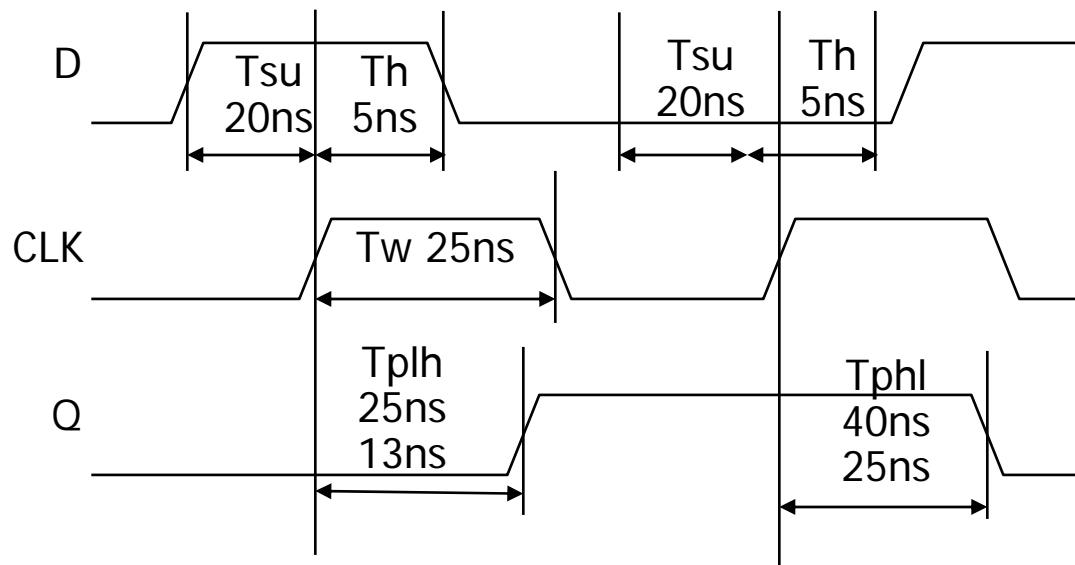 D
Tsu
20ns
Th
5ns
Tsu
20ns
Th
5ns
CLK
Tw 25ns
Q
Tplh
25ns
13ns
Tphl
40ns
25ns